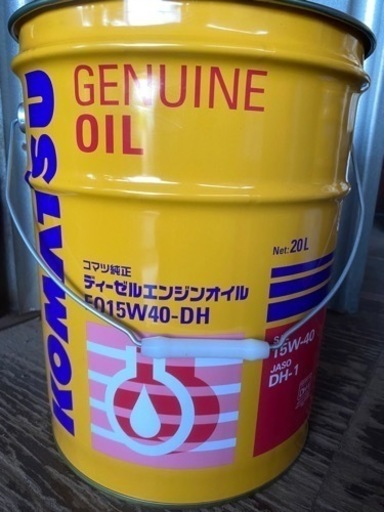 KOMATSU
GENUINE
OIL
Net: 20L
コマツ純正
ディーゼルエンジンオイル
EO15W40-DH
15W-40
JASO
DH-1